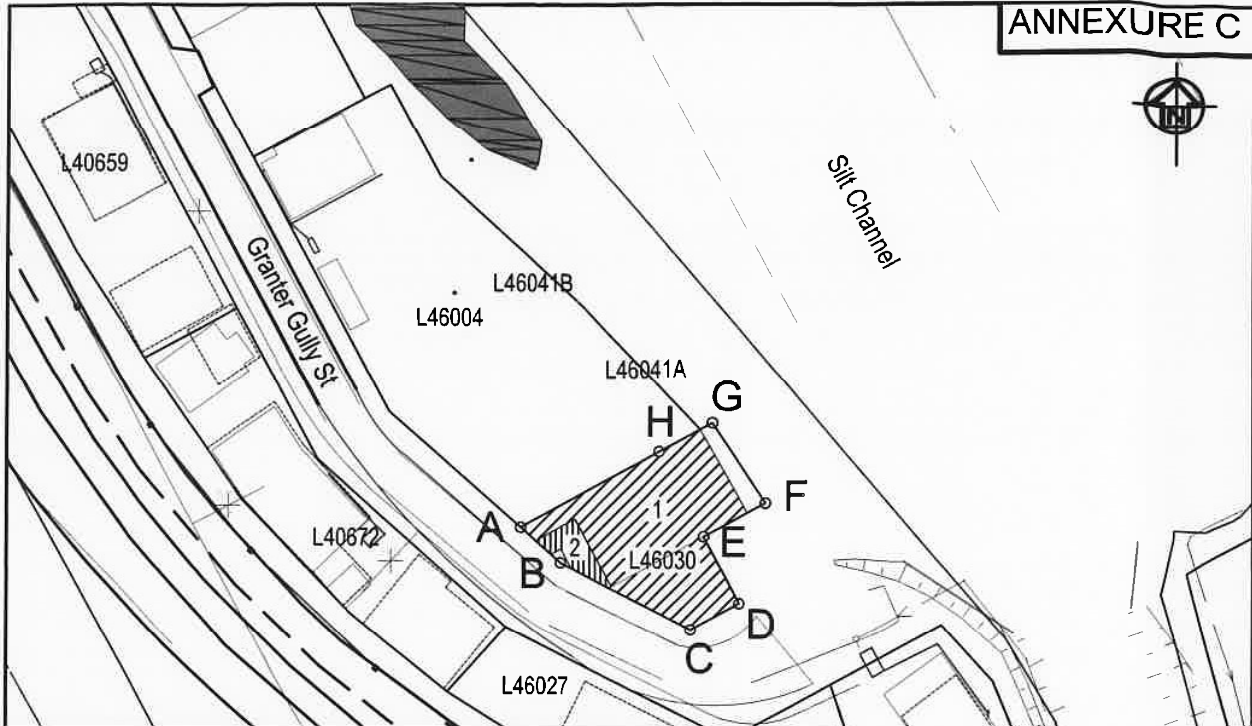 ANNEXURE C
N
L40659
Silt Channel
Granter Gully St
L46041B
L46004
L46041A
G
H
F
1
A
E
L40672
2
L46030
B
D
C
L46027